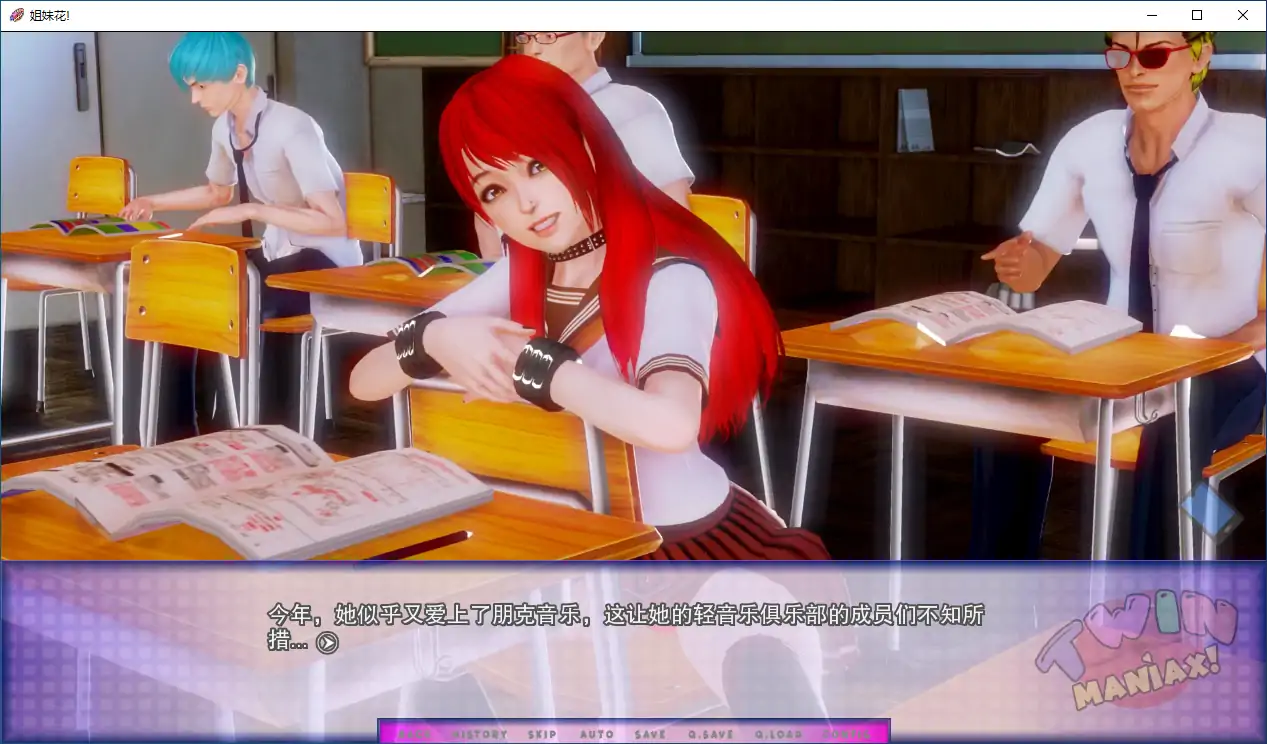 姐妹花!
今年，她似乎又爱上了朋克音乐，这让她的轻音乐俱乐部的成员们不知所
措...
TWIN
MANIAX!
HISTORY SKIP AUTO SAVE Q.SAVE Q.LOAD CONFIG